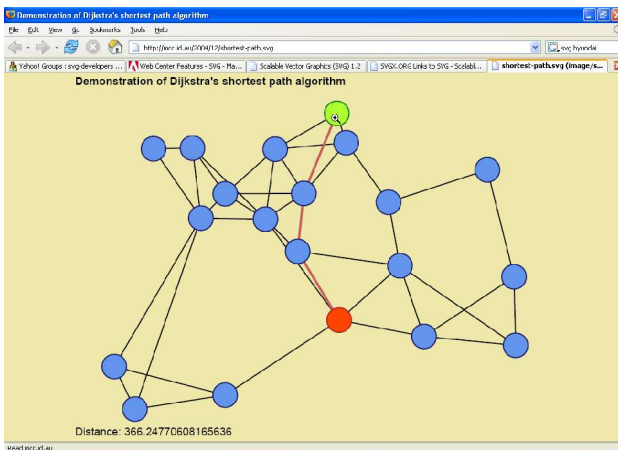 Demonstration of Dijkstra's shortest path algorithm
File Edit View Go Bookmarks Tools Help
svg hyundai
Yahoo! Groups : svg-developers ... Web Center Features - SVG - Ma... Scalable Vector Graphics (SVG) 1.2 SVGX.ORG Links to SVG - Scalabl... shortest-path.svg (Image/s...
Demonstration of Dijkstra's shortest path algorithm
Distance: 366.24770608165636